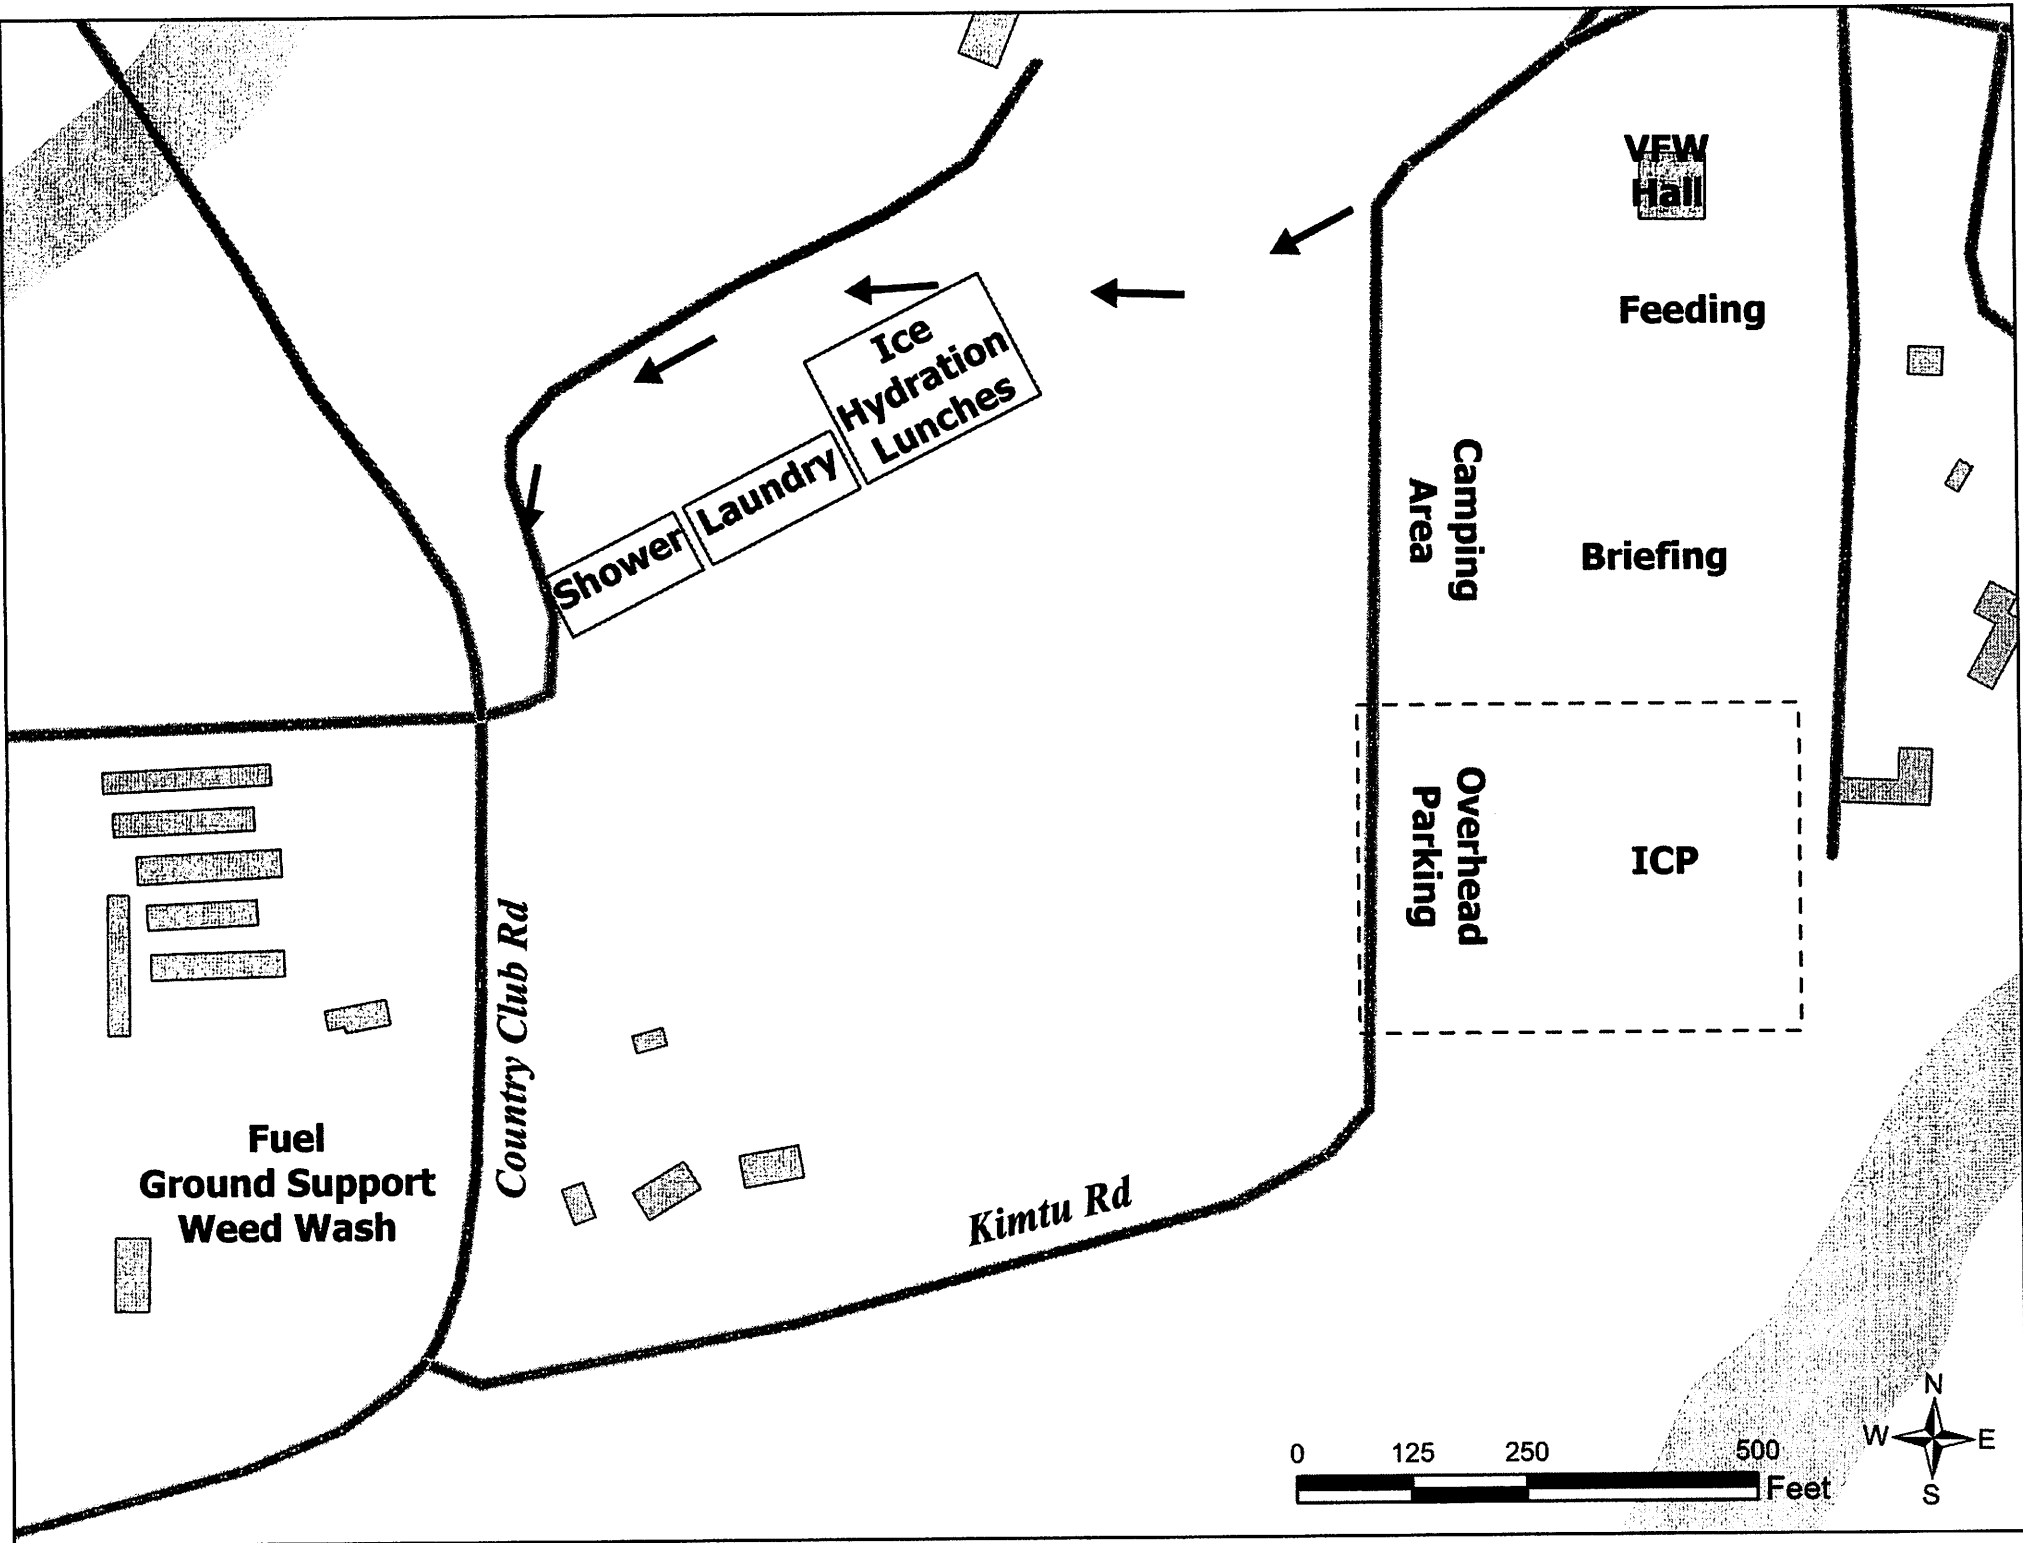 VFW
Hall
Feeding
Ice
Hydration
Lunches
Laundry
Shower
Camping
Area
Briefing
Overhead
Parking
ICP
Country Club Rd
Fuel
Ground Support
Weed Wash
Kimtu Rd
0 125 250 500
Feet
N
W E
S